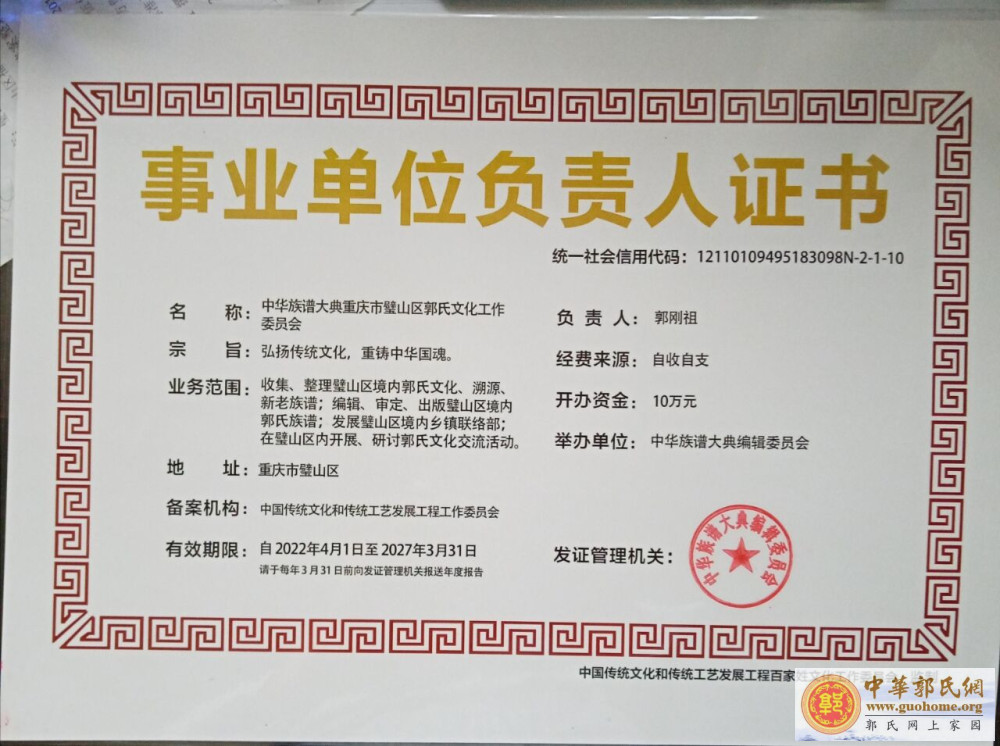 事业单位负责人证书
统一社会信用代码：12110109495183098N-2-1-10
名 称：中华族谱大典重庆市璧山区郭氏文化工作
委员会
宗 旨：弘扬传统文化，重铸中华国魂。
业务范围：收集、整理璧山区境内郭氏文化、溯源、
新老族谱；编辑、审定、出版璧山区境内
郭氏族谱；发展璧山区境内乡镇联络部；
在璧山区内开展、研讨郭氏文化交流活动。
地 址：重庆市璧山区
备案机构：中国传统文化和传统工艺发展工程工作委员会
有效期限：自2022年4月1日至2027年3月31日
请于每年3月31日前向发证管理机关报送年度报告
负 责 人：郭刚祖
经费来源：自收自支
开办资金：10万元
举办单位：中华族谱大典编辑委员会
发证管理机关：
中华族谱大典编辑委员会
中国传统文化和传统工艺发展工程百家
中華郭氏網
www.guohome.org
郭氏网上家园